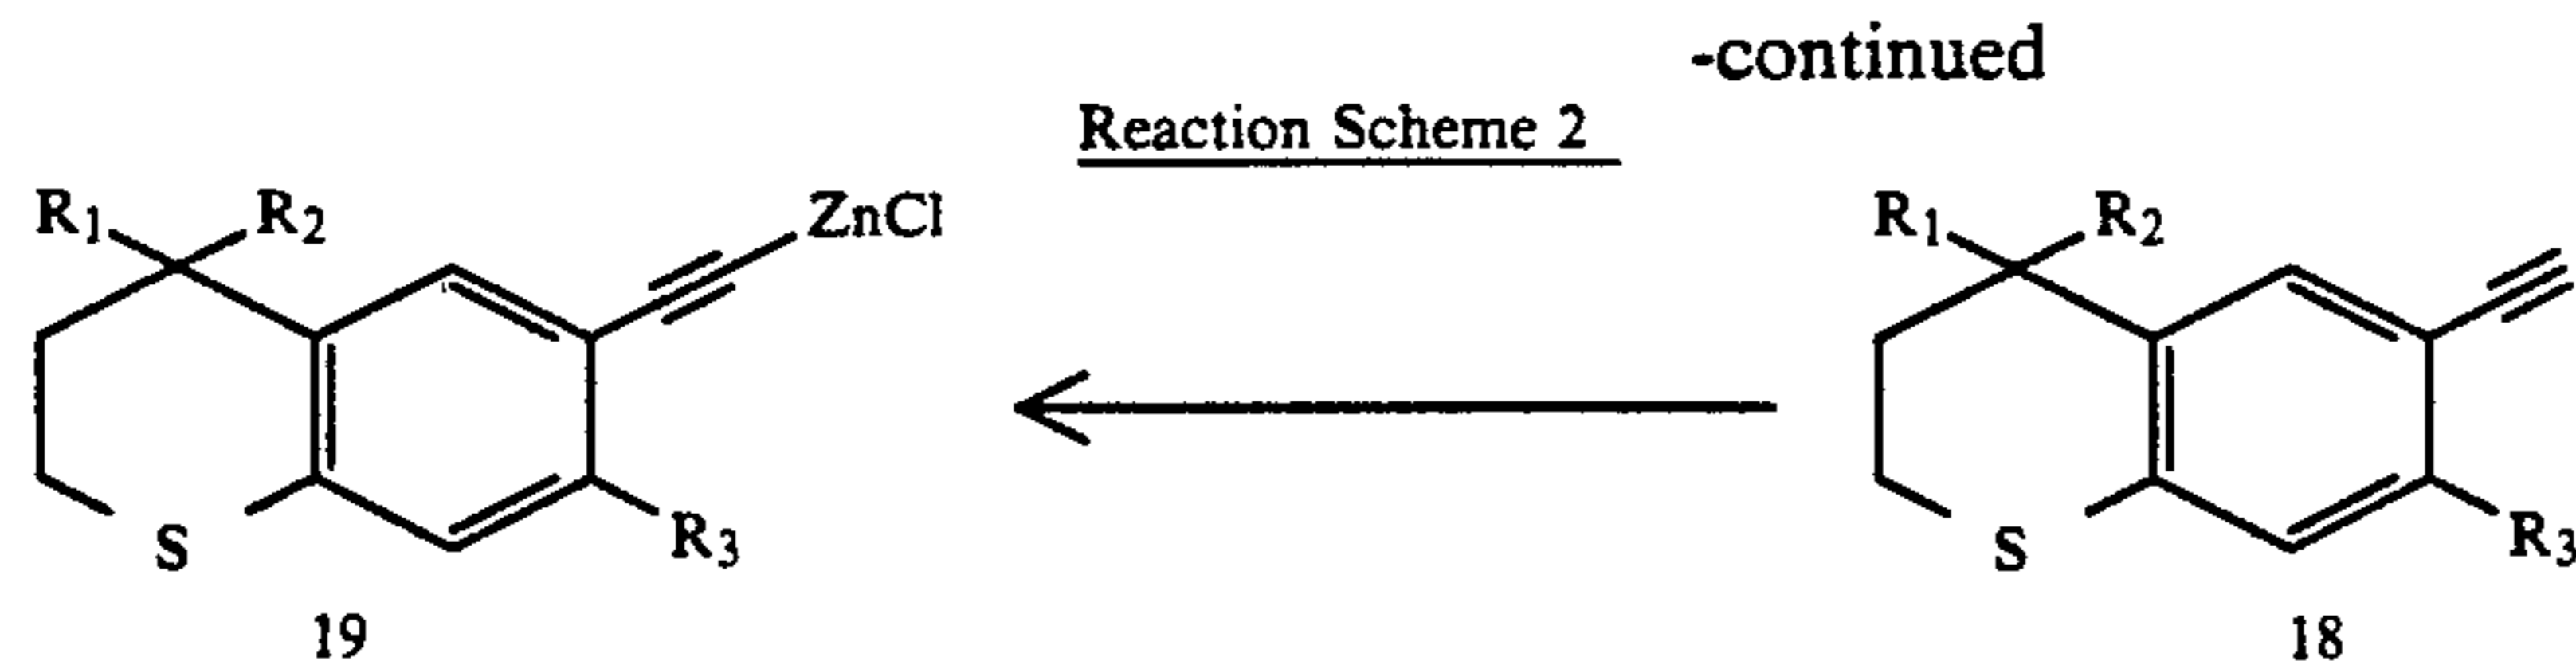 -continued
Reaction Scheme 2
R1 R2 ZnCl
R1 R2
S R3
S R3
19
18